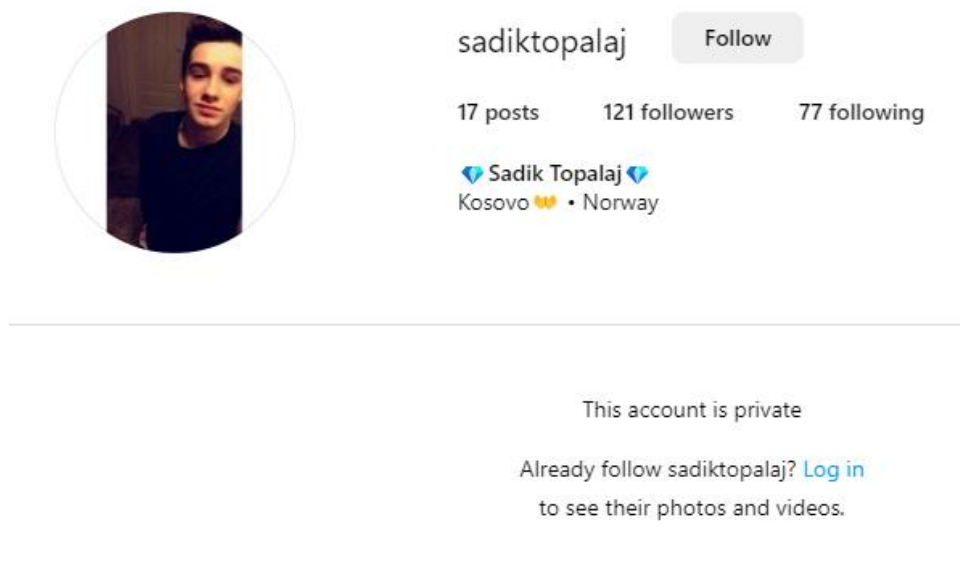 sadiktopalaj Follow
17 posts 121 followers 77 following
💎 Sadik Topalaj 💎
Kosovo👐 • Norway
This account is private
Already follow sadiktopalaj? Log in
to see their photos and videos.